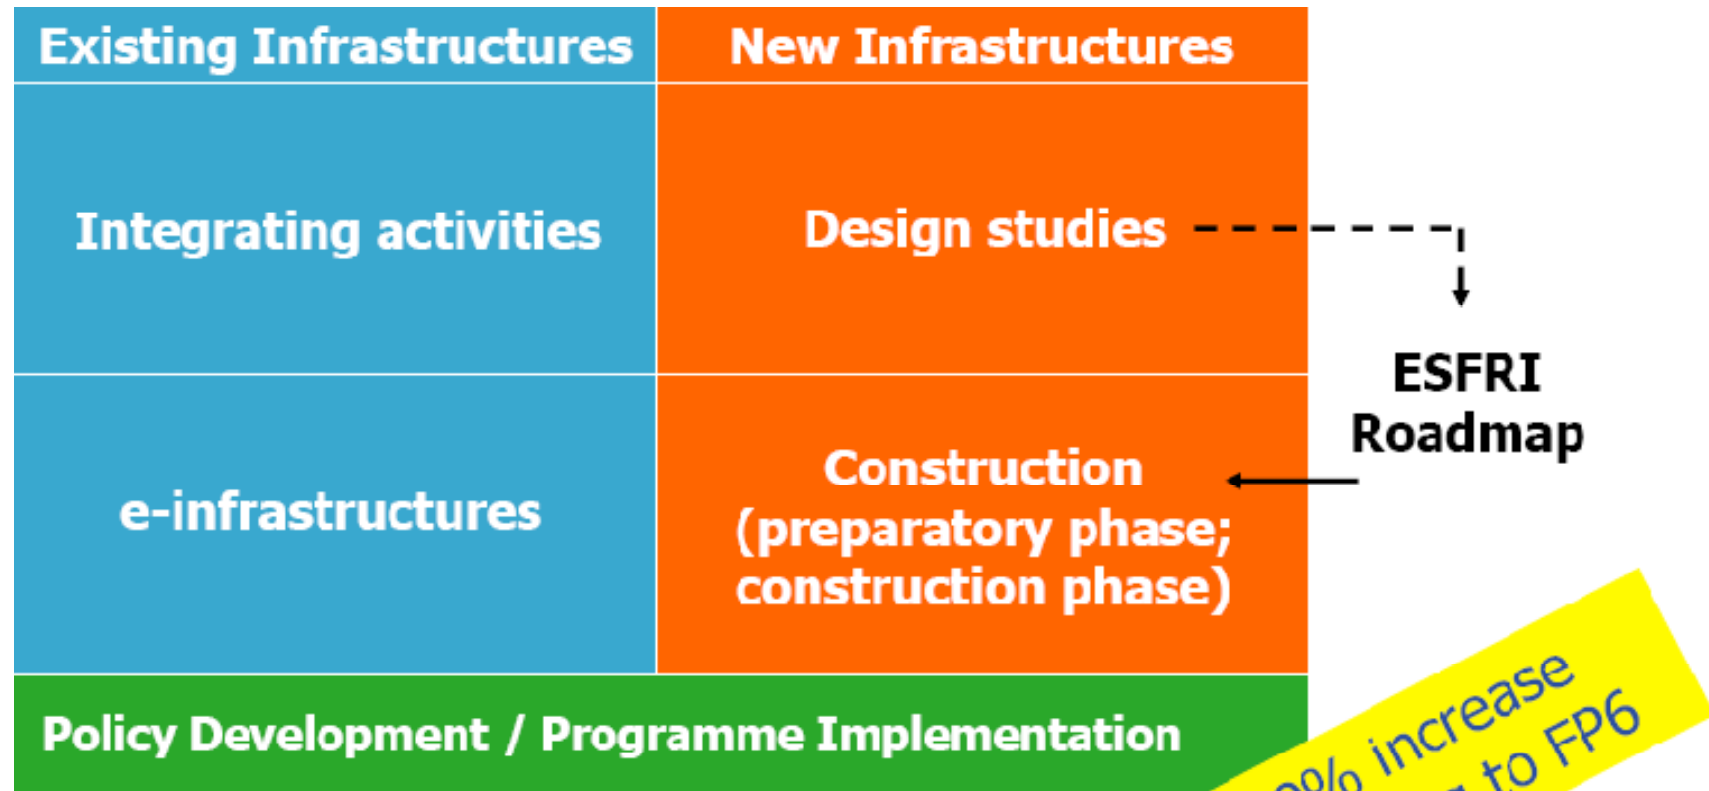 Existing Infrastructures
New Infrastructures
Integrating activities
Design studies
ESFRI
Roadmap
e-infrastructures
Construction
(preparatory phase;
construction phase)
Policy Development / Programme Implementation
increase
to FP6